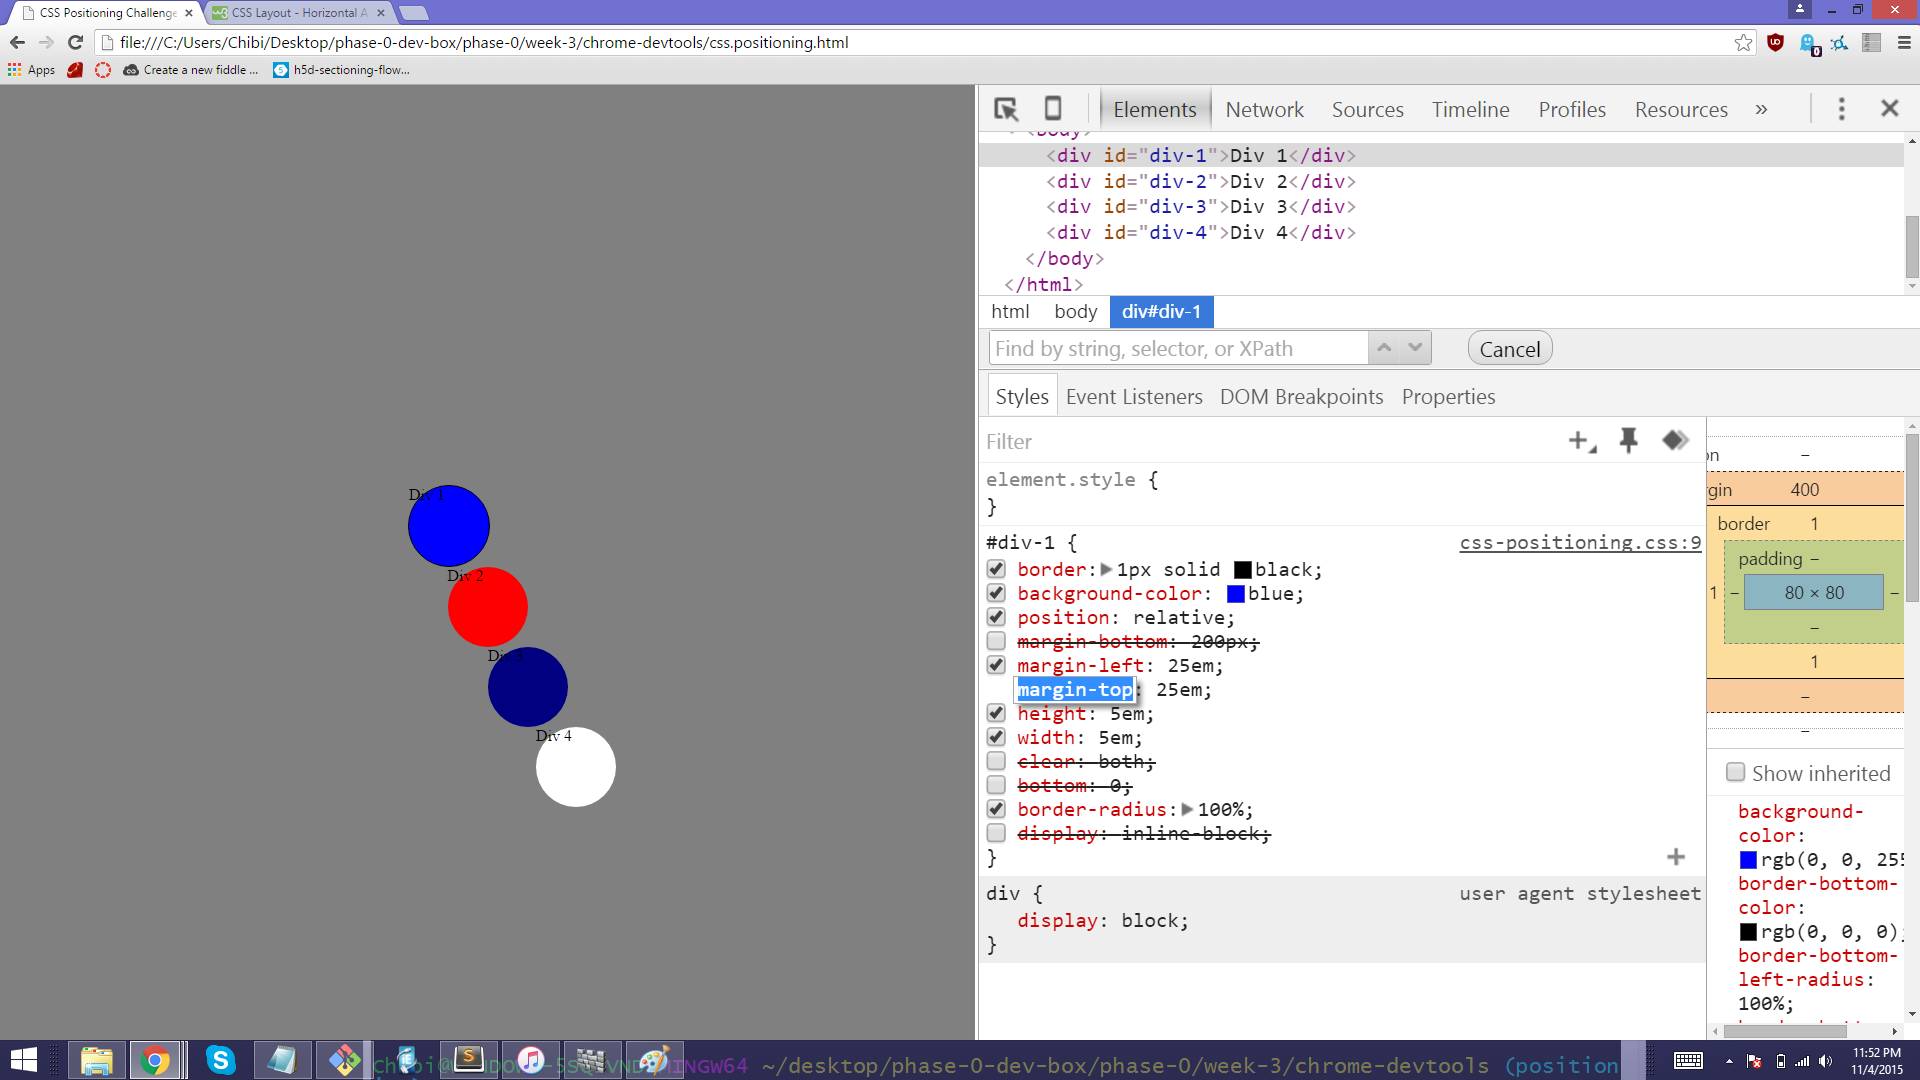 CSS Positioning Challenge
CSS Layout - Horizontal A
file:///C:/Users/Chibi/Desktop/phase-0-dev-box/phase-0/week-3/chrome-devtools/css.positioning.html
Apps
Create a new fiddle ...
h5d-sectioning-flow...
Elements
Network
Sources
Timeline
Profiles
Resources
»
<body>
<div id="div-1">Div 1</div>
<div id="div-2">Div 2</div>
<div id="div-3">Div 3</div>
<div id="div-4">Div 4</div>
</body>
</html>
html body div#div-1
Find by string, selector, or XPath
Cancel
Styles
Event Listeners
DOM Breakpoints
Properties
Filter
element.style {
}
#div-1 {
css-positioning.css:9
border: 1px solid black;
background-color: blue;
position: relative;
margin-bottom: 200px;
margin-left: 25em;
margin-top: 25em;
height: 5em;
width: 5em;
clear: both;
bottom: 0;
border-radius: 100%;
display: inline-block;
}
div {
user agent stylesheet
display: block;
}
on –
rgin 400
border 1
padding –
1 – 80 × 80 –
–
1
–
–
Show inherited
background-
color:
rgb(0, 0, 255
border-bottom-
color:
rgb(0, 0, 0);
border-bottom-
left-radius:
100%;
Div 1
Div 2
Div 3
Div 4
MINGW64 ~/desktop/phase-0-dev-box/phase-0/week-3/chrome-devtools (position
11:52 PM
11/4/2015